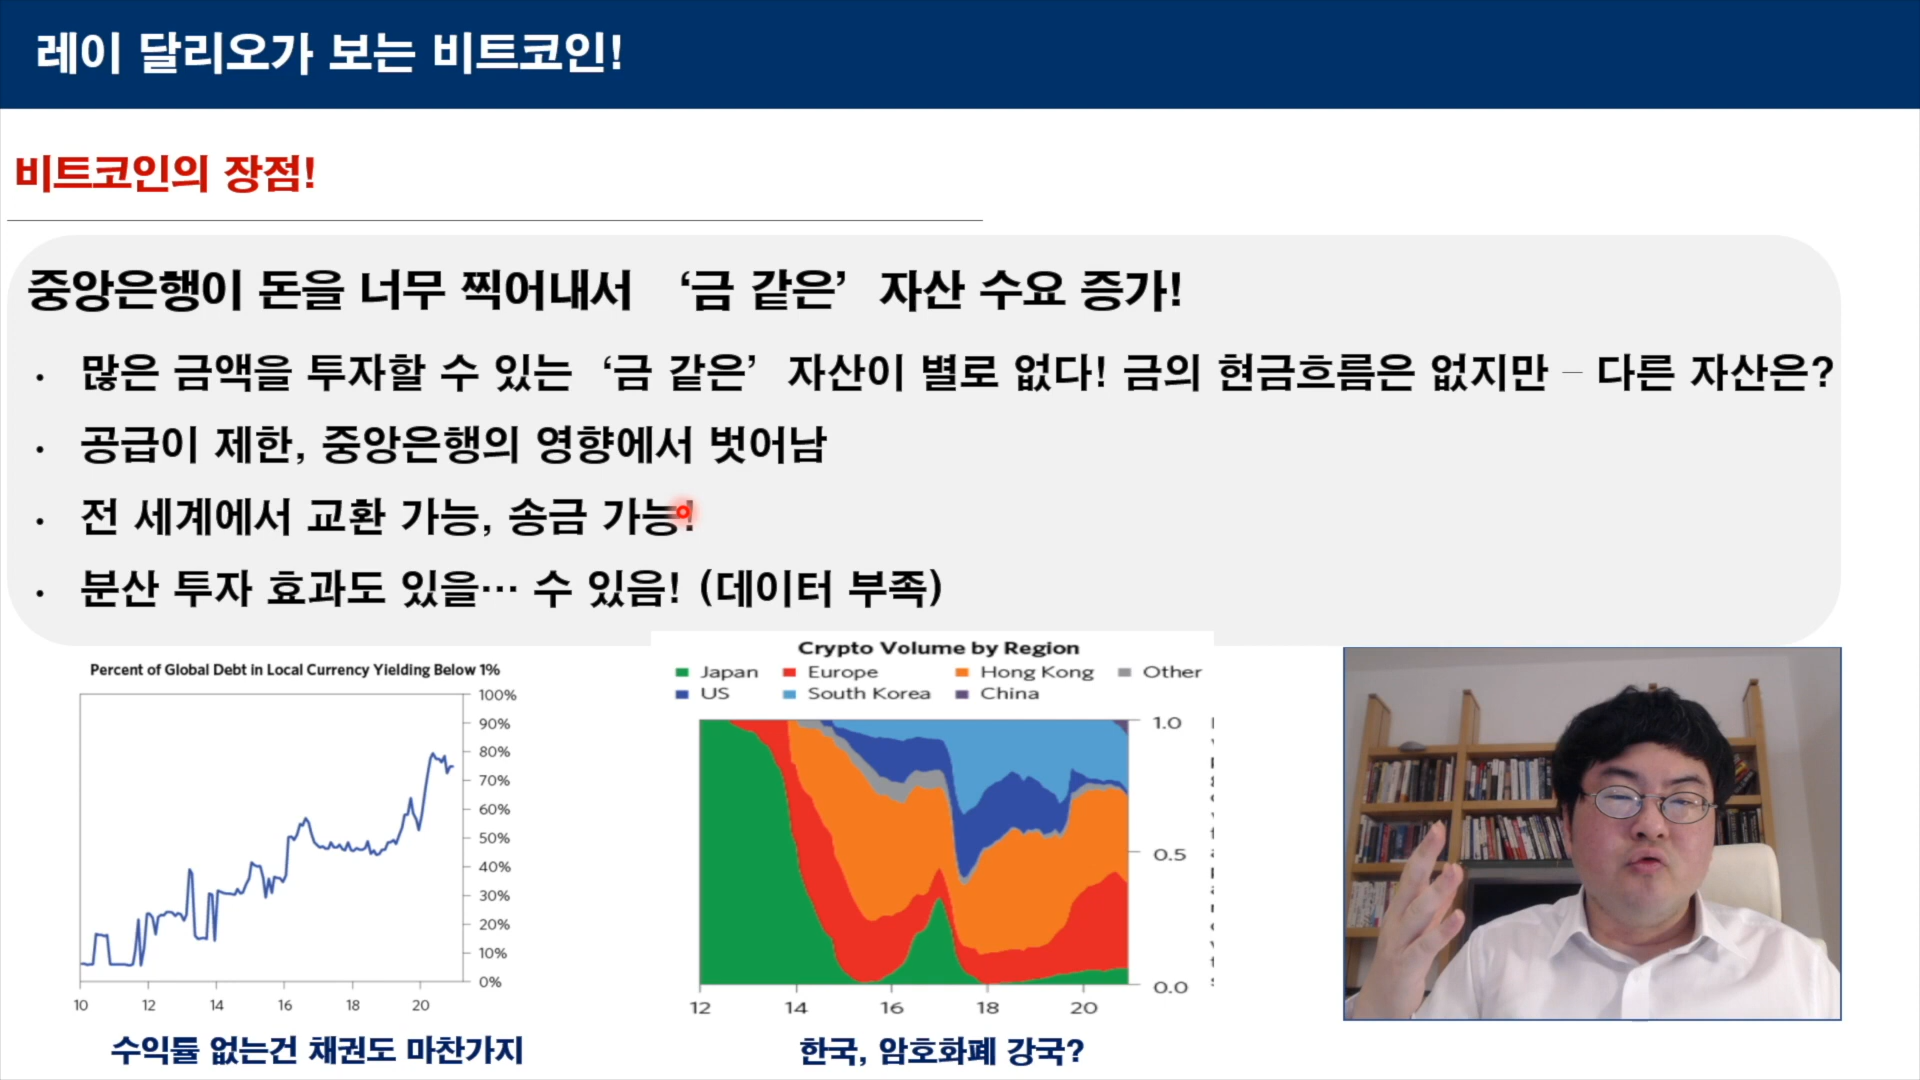 레이 달리오가 보는 비트코인!
비트코인의 장점!
중앙은행이 돈을 너무 찍어내서 ‘금 같은’ 자산 수요 증가!
· 많은 금액을 투자할 수 있는 ‘금 같은’ 자산이 별로 없다! 금의 현금흐름은 없지만 – 다른 자산은?
· 공급이 제한, 중앙은행의 영향에서 벗어남
· 전 세계에서 교환 가능, 송금 가능!
· 분산 투자 효과도 있을… 수 있음! (데이터 부족)
Percent of Global Debt in Local Currency Yielding Below 1%
100%
90%
80%
70%
60%
50%
40%
30%
20%
10%
0%
10 12 14 16 18 20
수익률 없는건 채권도 마찬가지
Crypto Volume by Region
Japan Europe Hong Kong Other
US South Korea China
1.0
0.5
0.0
12 14 16 18 20
한국, 암호화폐 강국?